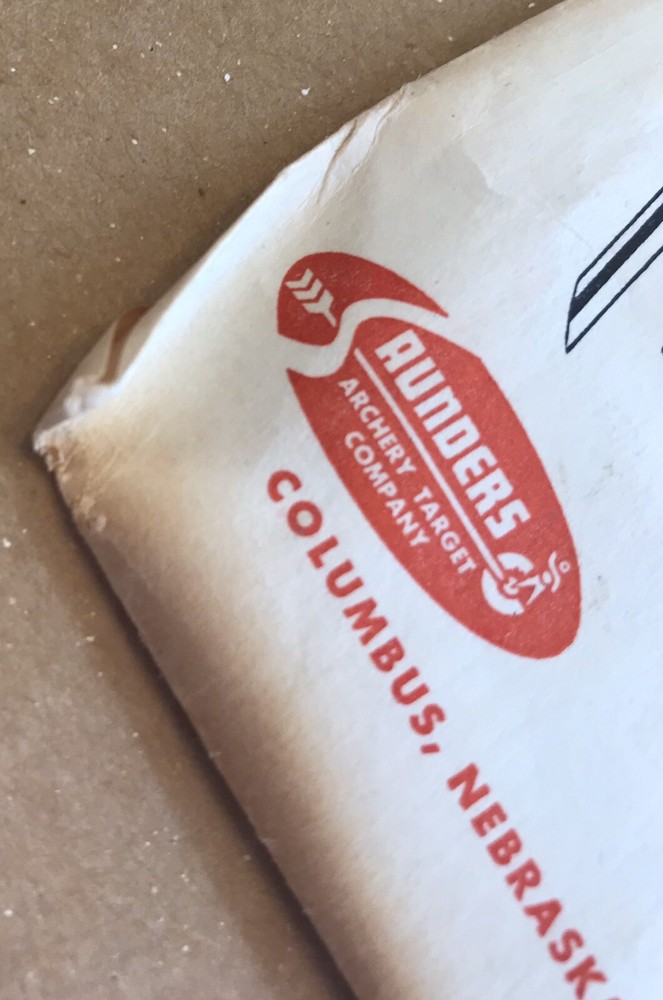 SAUNDERS
ARCHERY TARGET
COMPANY
COLUMBUS, NEBRASK